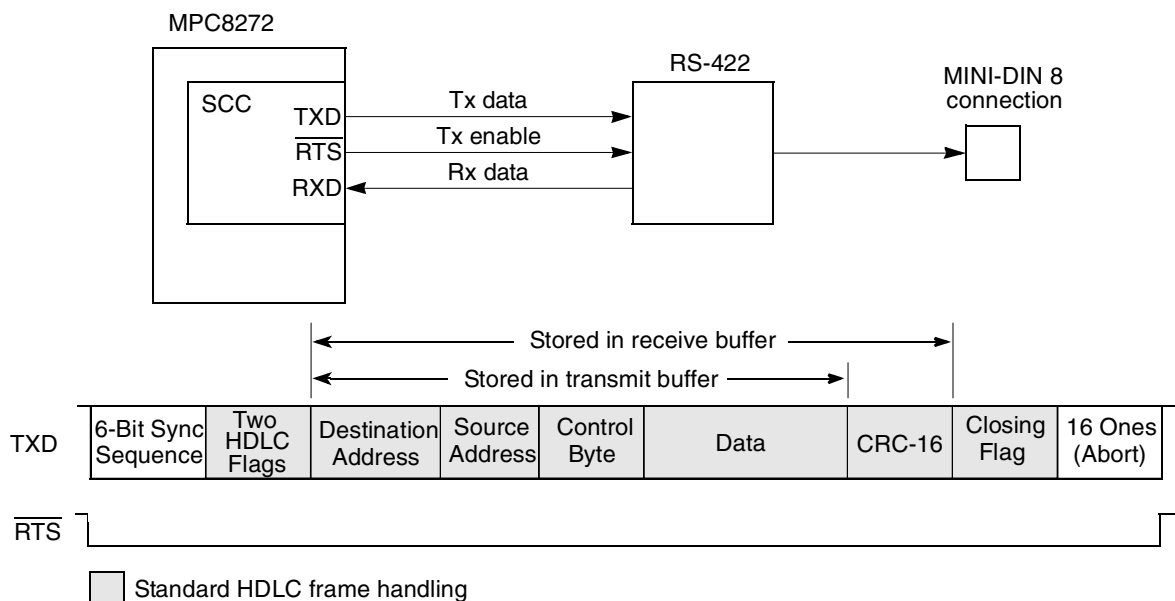 MPC8272
SCC
TXD
RTS
RXD
Tx data
Tx enable
Rx data
RS-422
MINI-DIN 8
connection
Stored in receive buffer
Stored in transmit buffer
TXD
6-Bit Sync
Sequence
Two
HDLC
Flags
Destination
Address
Source
Address
Control
Byte
Data
CRC-16
Closing
Flag
16 Ones
(Abort)
RTS
Standard HDLC frame handling